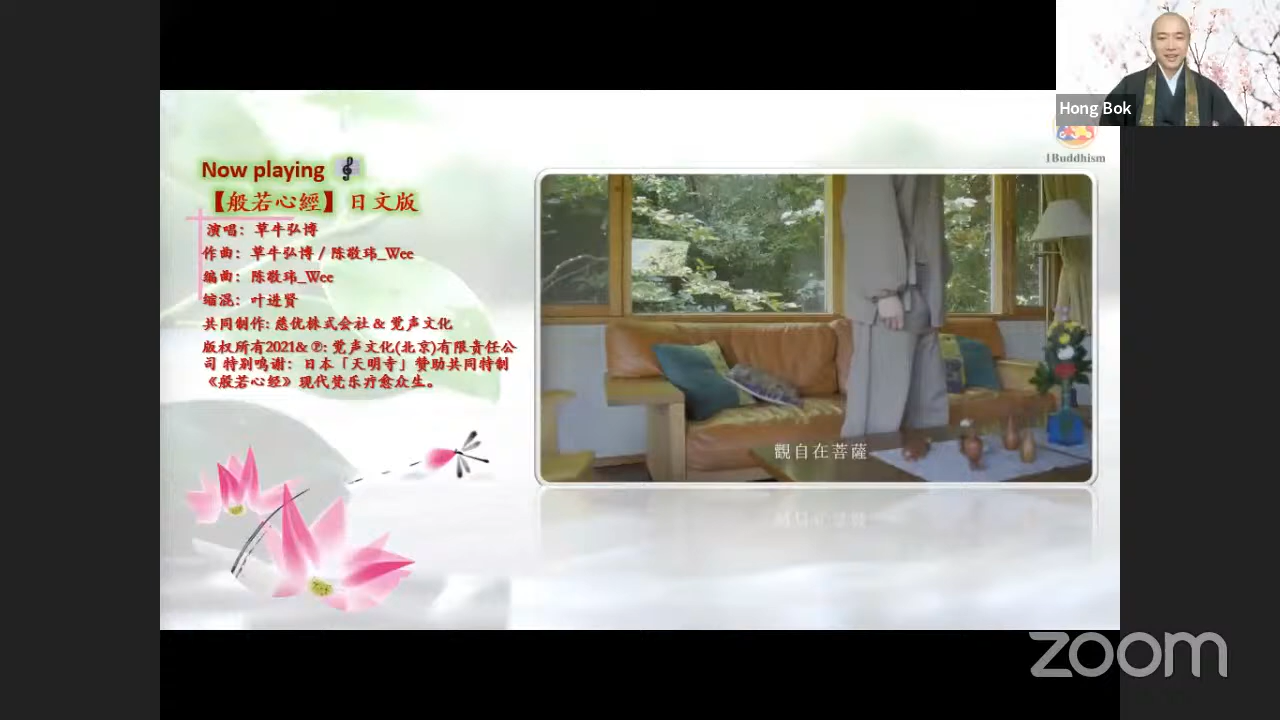 Hong Bok
1Buddhism
Now playing
【般若心經】日文版
演唱：草牛弘博
作曲：草牛弘博 / 陈敬玮_Wee
编曲：陈敬玮_Wee
缩混：叶进贤
共同制作: 慈优株式会社 & 觉声文化
版权所有2021& ℗: 觉声文化(北京)有限责任公
司 特别鸣谢：日本「天明寺」赞助共同特制
《般若心经》现代梵乐疗愈众生。
觀自在菩薩
zoom